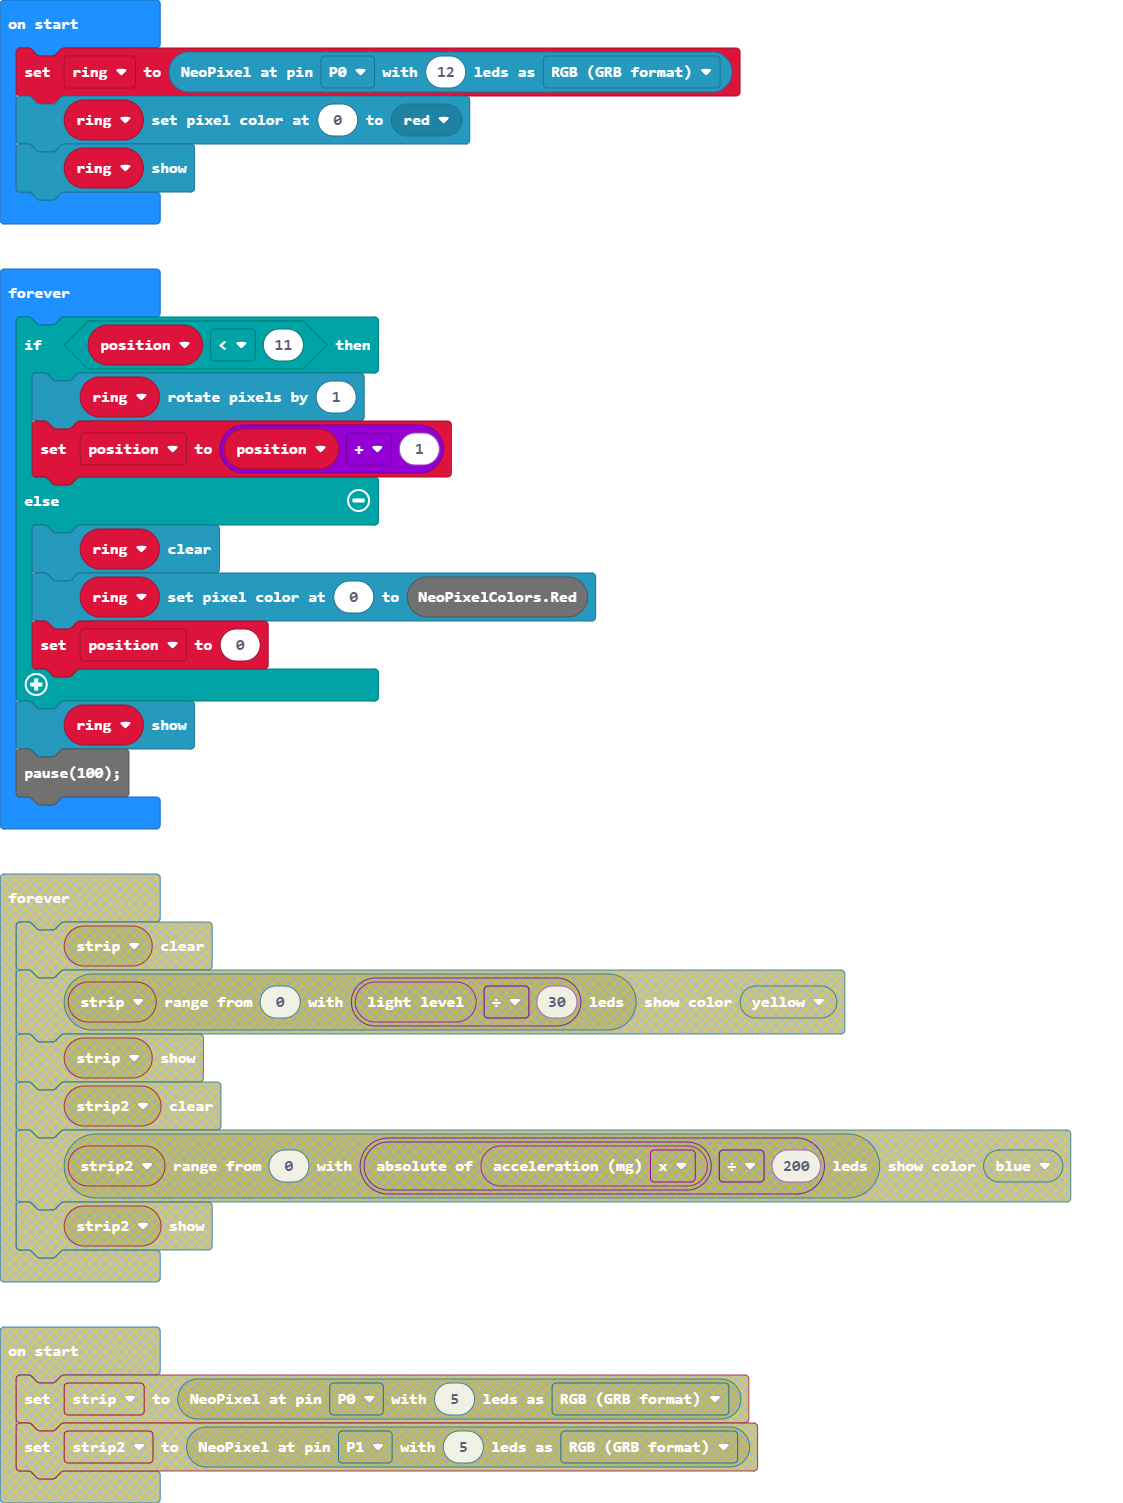 on start
set ring to NeoPixel at pin P0 with 12 leds as RGB (GRB format)
ring set pixel color at 0 to red
ring show
forever
if position < 11 then
ring rotate pixels by 1
set position to position + 1
else
ring clear
ring set pixel color at 0 to NeoPixelColors.Red
set position to 0
ring show
pause(100);
forever
strip clear
strip range from 0 with light level ÷ 30 leds show color yellow
strip show
strip2 clear
strip2 range from 0 with absolute of acceleration (mg) x ÷ 200 leds show color blue
strip2 show
on start
set strip to NeoPixel at pin P0 with 5 leds as RGB (GRB format)
set strip2 to NeoPixel at pin P1 with 5 leds as RGB (GRB format)